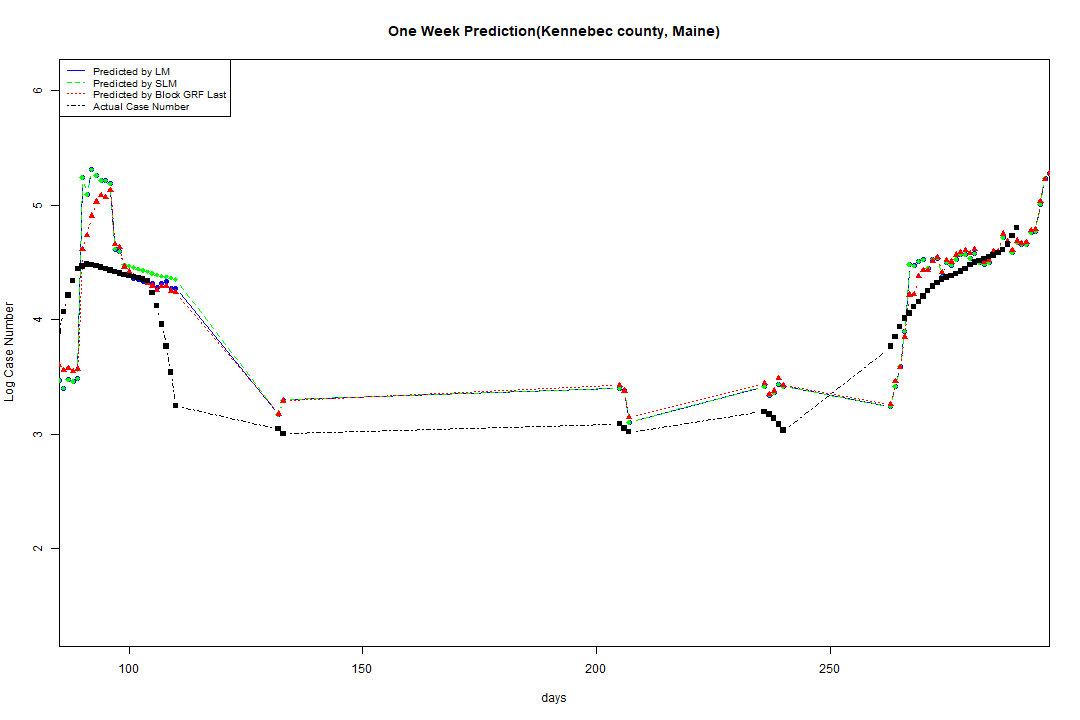 One Week Prediction(Kennebec county, Maine)
Predicted by LM
Predicted by SLM
Predicted by Block GRF Last
Actual Case Number
6
5
4
3
2
Log Case Number
100 150 200 250
days